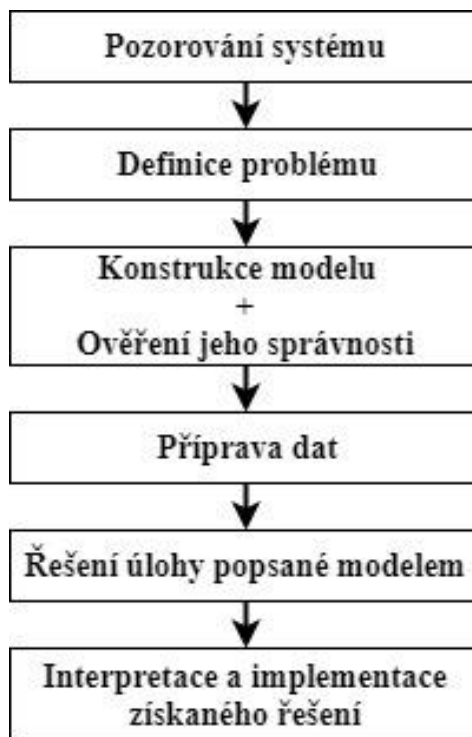 Pozorování systému
Definice problému
Konstrukce modelu
+
Ověření jeho správnosti
Příprava dat
Řešení úlohy popsané modelem
Interpretace a implementace
získaného řešení